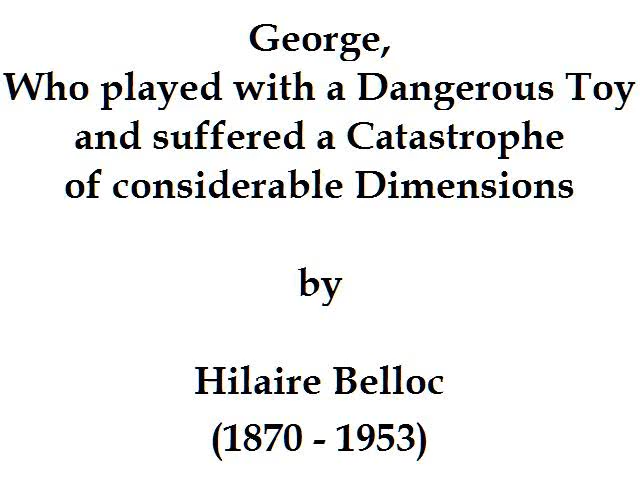 George,
Who played with a Dangerous Toy
and suffered a Catastrophe
of considerable Dimensions
by
Hilaire Belloc
(1870 - 1953)